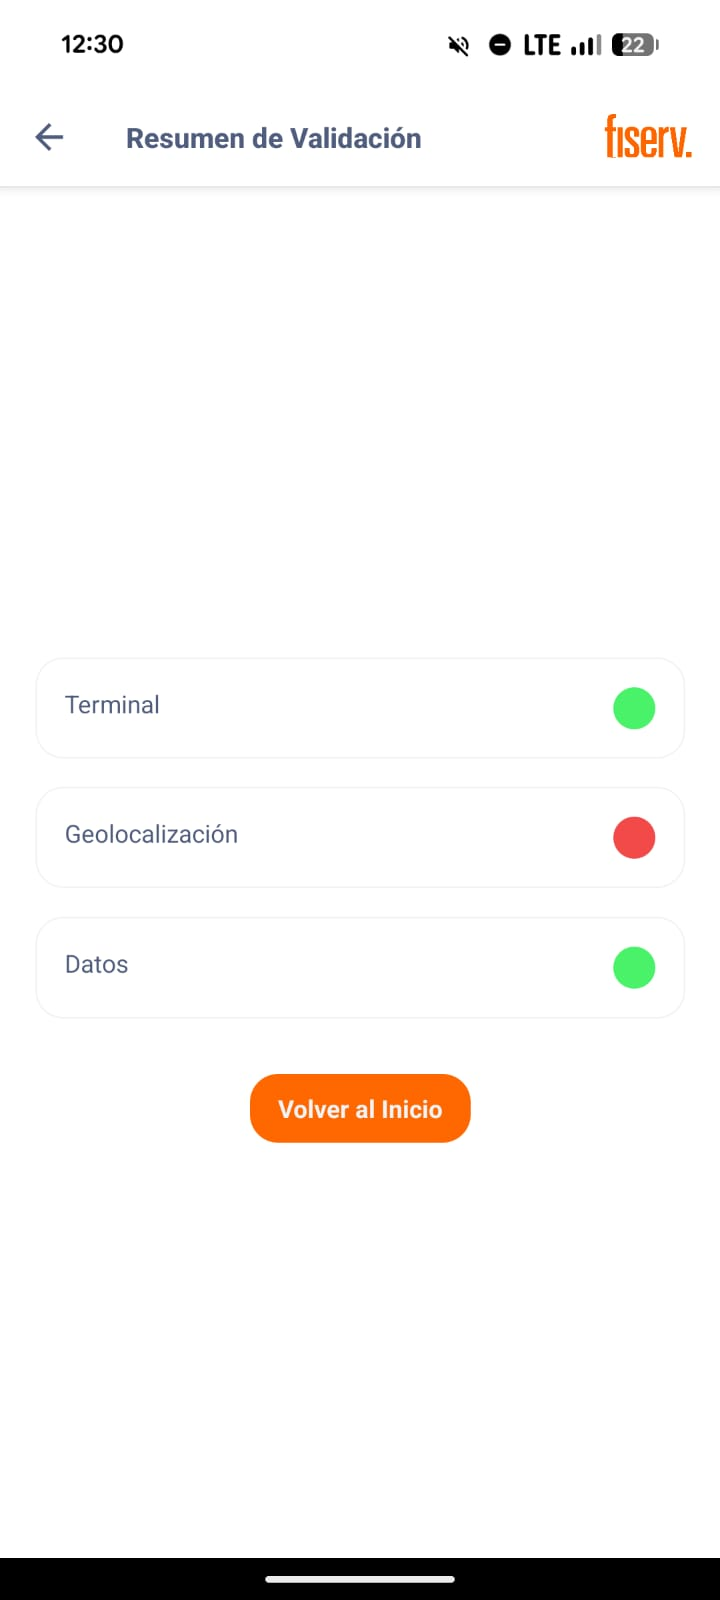 12:30 LTE 22
Resumen de Validación fiserv.
Terminal
Geolocalización
Datos
Volver al Inicio